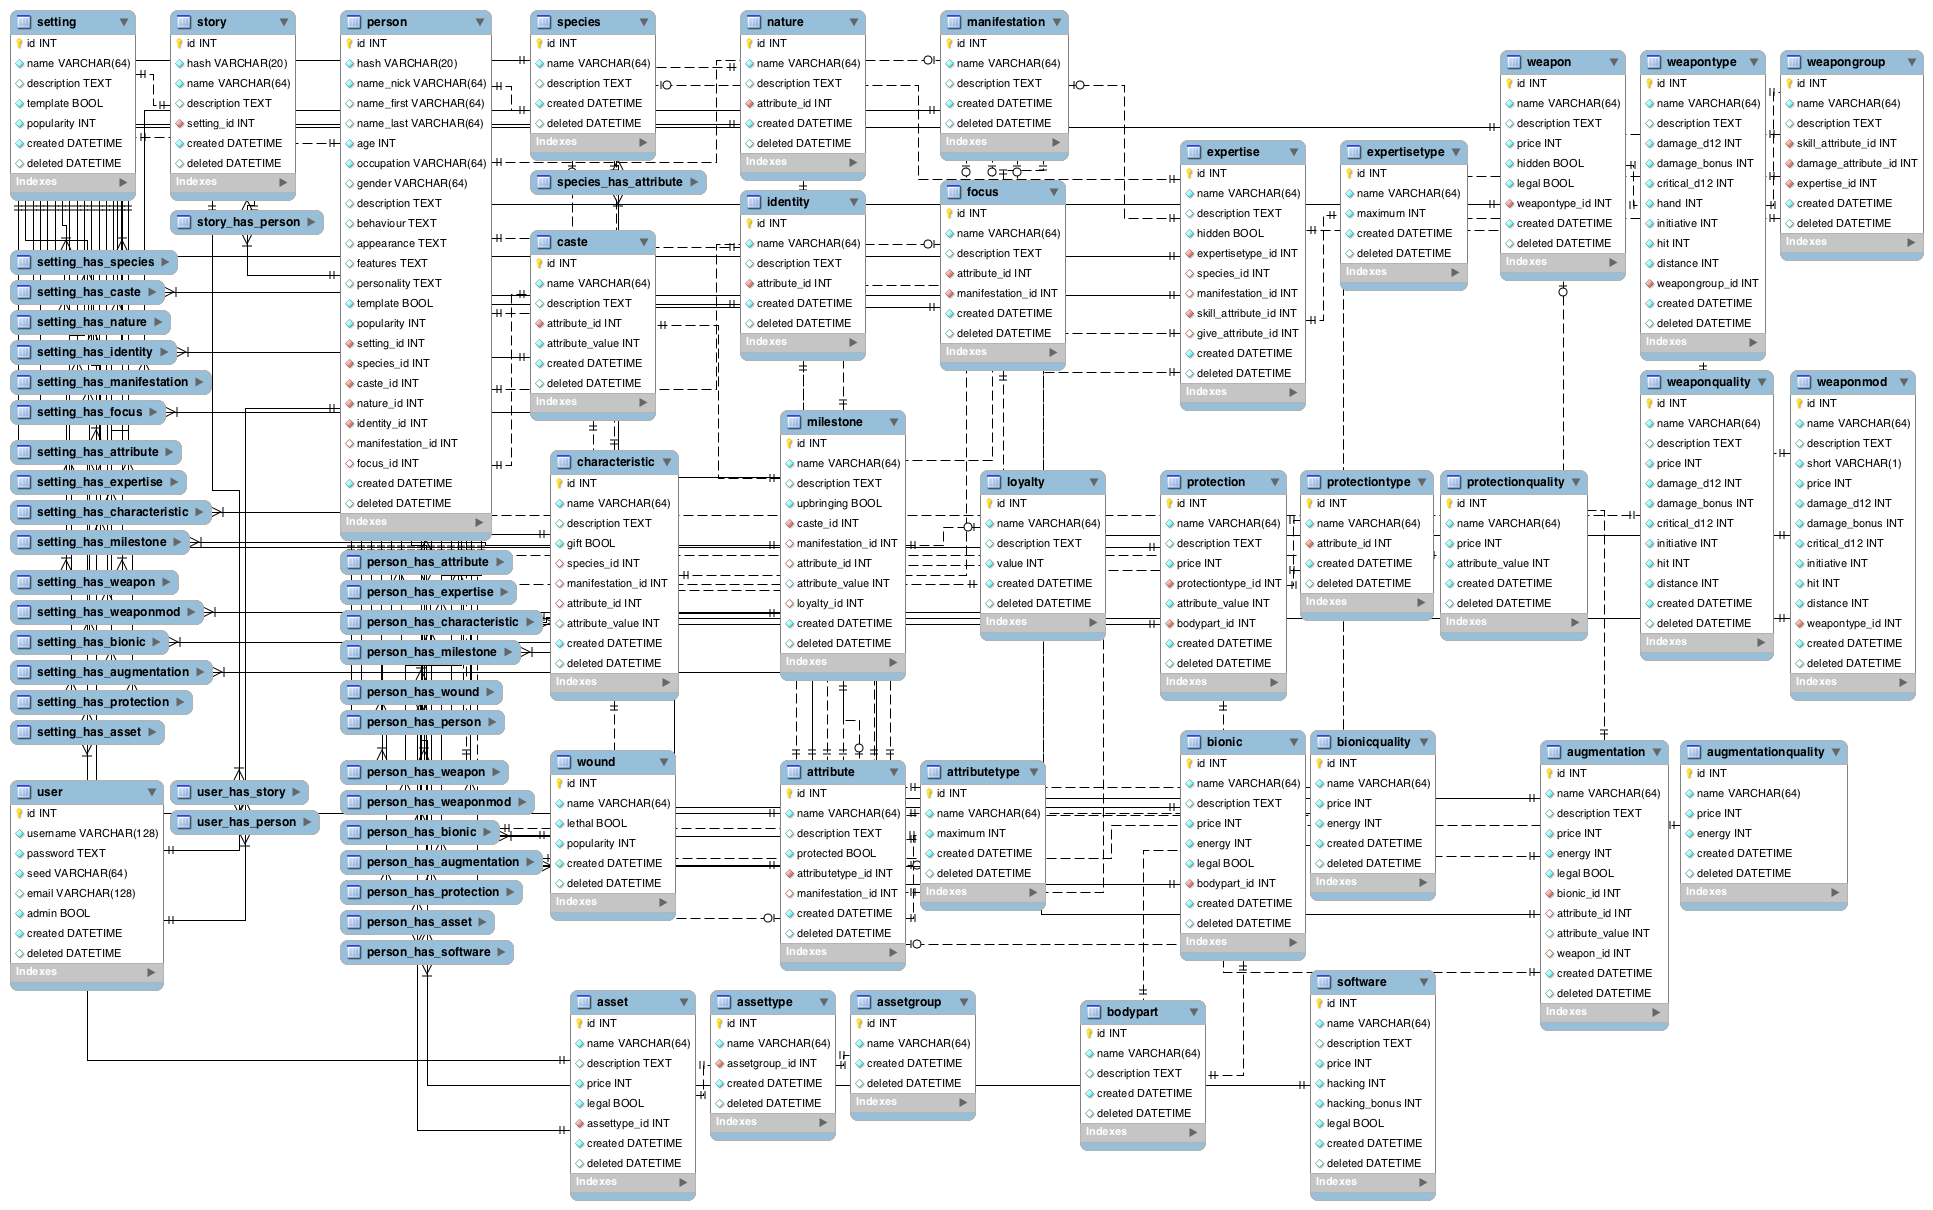 setting
id INT
name VARCHAR(64)
description TEXT
template BOOL
popularity INT
created DATETIME
deleted DATETIME
Indexes
story
id INT
hash VARCHAR(20)
name VARCHAR(64)
description TEXT
setting_id INT
created DATETIME
deleted DATETIME
Indexes
person
id INT
hash VARCHAR(20)
name_nick VARCHAR(64)
name_first VARCHAR(64)
name_last VARCHAR(64)
age INT
occupation VARCHAR(64)
gender VARCHAR(64)
description TEXT
behaviour TEXT
appearance TEXT
features TEXT
personality TEXT
template BOOL
popularity INT
setting_id INT
species_id INT
caste_id INT
nature_id INT
identity_id INT
manifestation_id INT
focus_id INT
created DATETIME
deleted DATETIME
Indexes
species
id INT
name VARCHAR(64)
description TEXT
created DATETIME
deleted DATETIME
Indexes
nature
id INT
name VARCHAR(64)
description TEXT
attribute_id INT
created DATETIME
deleted DATETIME
Indexes
manifestation
id INT
name VARCHAR(64)
description TEXT
created DATETIME
deleted DATETIME
Indexes
weapon
id INT
name VARCHAR(64)
description TEXT
price INT
hidden BOOL
legal BOOL
weapontype_id INT
created DATETIME
deleted DATETIME
Indexes
weapontype
id INT
name VARCHAR(64)
description TEXT
damage_d12 INT
damage_bonus INT
critical_d12 INT
hand INT
initiative INT
hit INT
distance INT
weapongroup_id INT
created DATETIME
deleted DATETIME
Indexes
weapongroup
id INT
name VARCHAR(64)
description TEXT
skill_attribute_id INT
damage_attribute_id INT
expertise_id INT
created DATETIME
deleted DATETIME
Indexes
expertise
id INT
name VARCHAR(64)
description TEXT
hidden BOOL
expertisetype_id INT
species_id INT
manifestation_id INT
skill_attribute_id INT
give_attribute_id INT
created DATETIME
deleted DATETIME
Indexes
expertisetype
id INT
name VARCHAR(64)
maximum INT
created DATETIME
deleted DATETIME
Indexes
species_has_attribute
story_has_person
identity
id INT
name VARCHAR(64)
description TEXT
attribute_id INT
created DATETIME
deleted DATETIME
Indexes
focus
id INT
name VARCHAR(64)
description TEXT
attribute_id INT
manifestation_id INT
created DATETIME
deleted DATETIME
Indexes
caste
id INT
name VARCHAR(64)
description TEXT
attribute_id INT
attribute_value INT
created DATETIME
deleted DATETIME
Indexes
setting_has_species
setting_has_caste
setting_has_nature
setting_has_identity
setting_has_manifestation
setting_has_focus
setting_has_attribute
setting_has_expertise
setting_has_characteristic
setting_has_milestone
setting_has_weapon
setting_has_weaponmod
setting_has_bionic
setting_has_augmentation
setting_has_protection
setting_has_asset
weaponquality
id INT
name VARCHAR(64)
description TEXT
price INT
damage_d12 INT
damage_bonus INT
critical_d12 INT
initiative INT
hit INT
distance INT
created DATETIME
deleted DATETIME
Indexes
weaponmod
id INT
name VARCHAR(64)
description TEXT
short VARCHAR(1)
price INT
damage_d12 INT
damage_bonus INT
critical_d12 INT
initiative INT
hit INT
distance INT
weapontype_id INT
created DATETIME
deleted DATETIME
Indexes
milestone
id INT
name VARCHAR(64)
description TEXT
upbringing BOOL
caste_id INT
manifestation_id INT
attribute_id INT
attribute_value INT
loyalty_id INT
created DATETIME
deleted DATETIME
Indexes
characteristic
id INT
name VARCHAR(64)
description TEXT
gift BOOL
species_id INT
manifestation_id INT
attribute_id INT
attribute_value INT
created DATETIME
deleted DATETIME
Indexes
loyalty
id INT
name VARCHAR(64)
description TEXT
value INT
created DATETIME
deleted DATETIME
Indexes
protection
id INT
name VARCHAR(64)
description TEXT
price INT
protectiontype_id INT
attribute_value INT
bodypart_id INT
created DATETIME
deleted DATETIME
Indexes
protectiontype
id INT
name VARCHAR(64)
attribute_id INT
created DATETIME
deleted DATETIME
Indexes
protectionquality
id INT
name VARCHAR(64)
price INT
attribute_value INT
created DATETIME
deleted DATETIME
Indexes
person_has_attribute
person_has_expertise
person_has_characteristic
person_has_milestone
person_has_wound
person_has_person
person_has_weapon
person_has_weaponmod
person_has_bionic
person_has_augmentation
person_has_protection
person_has_asset
person_has_software
user
id INT
username VARCHAR(128)
password TEXT
seed VARCHAR(64)
email VARCHAR(128)
admin BOOL
created DATETIME
deleted DATETIME
Indexes
user_has_story
user_has_person
wound
id INT
name VARCHAR(64)
lethal BOOL
popularity INT
created DATETIME
deleted DATETIME
Indexes
attribute
id INT
name VARCHAR(64)
description TEXT
protected BOOL
attributetype_id INT
manifestation_id INT
created DATETIME
deleted DATETIME
Indexes
attributetype
id INT
name VARCHAR(64)
maximum INT
created DATETIME
deleted DATETIME
Indexes
bionic
id INT
name VARCHAR(64)
description TEXT
price INT
energy INT
legal BOOL
bodypart_id INT
created DATETIME
deleted DATETIME
Indexes
bionicquality
id INT
name VARCHAR(64)
price INT
energy INT
created DATETIME
deleted DATETIME
Indexes
augmentation
id INT
name VARCHAR(64)
description TEXT
price INT
energy INT
legal BOOL
bionic_id INT
attribute_id INT
attribute_value INT
weapon_id INT
created DATETIME
deleted DATETIME
Indexes
augmentationquality
id INT
name VARCHAR(64)
price INT
energy INT
created DATETIME
deleted DATETIME
Indexes
asset
id INT
name VARCHAR(64)
description TEXT
price INT
legal BOOL
assettype_id INT
created DATETIME
deleted DATETIME
Indexes
assettype
id INT
name VARCHAR(64)
assetgroup_id INT
created DATETIME
deleted DATETIME
Indexes
assetgroup
id INT
name VARCHAR(64)
created DATETIME
deleted DATETIME
Indexes
bodypart
id INT
name VARCHAR(64)
description TEXT
created DATETIME
deleted DATETIME
Indexes
software
id INT
name VARCHAR(64)
description TEXT
price INT
hacking INT
hacking_bonus INT
legal BOOL
created DATETIME
deleted DATETIME
Indexes